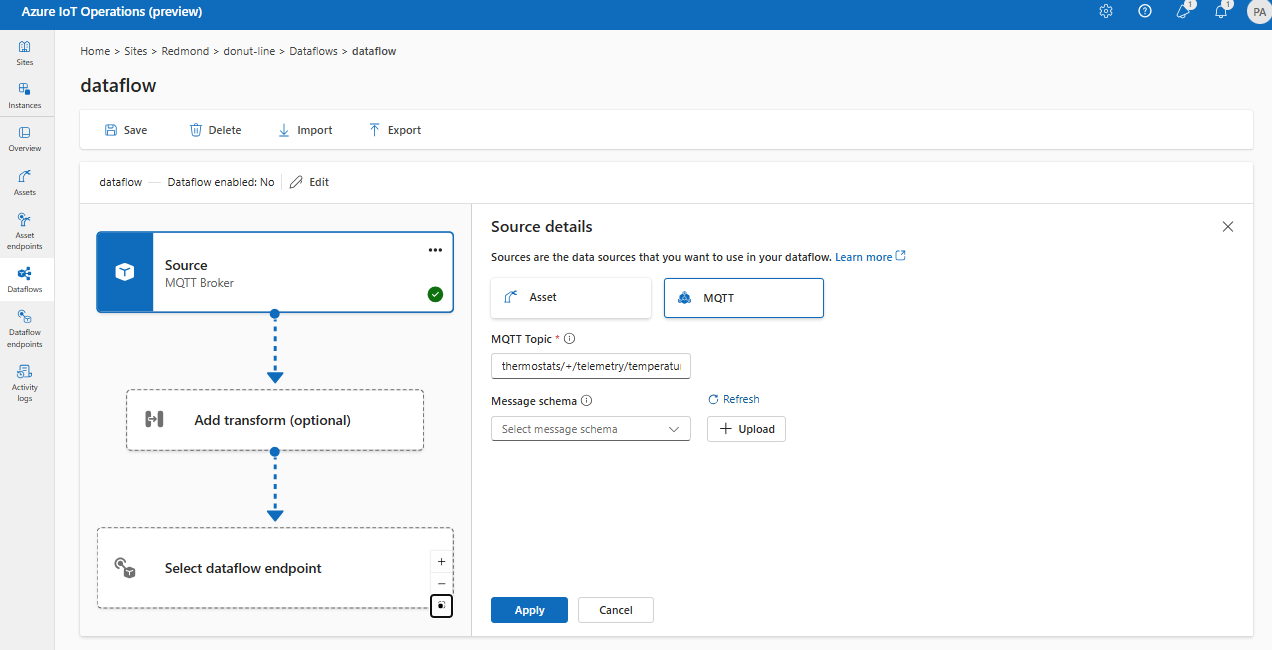 Azure IoT Operations (preview)
1
1
PA
Sites
Instances
Overview
Assets
Asset
endpoints
Dataflows
Dataflow
endpoints
Activity
logs
Home > Sites > Redmond > donut-line > Dataflows > dataflow
dataflow
Save
Delete
Import
Export
dataflow
Dataflow enabled: No
Edit
Source
MQTT Broker
Add transform (optional)
Select dataflow endpoint
Source details
Sources are the data sources that you want to use in your dataflow. Learn more
Asset
MQTT
MQTT Topic *
thermostats/+/telemetry/temperatu
Message schema
Refresh
Select message schema
Upload
Apply
Cancel